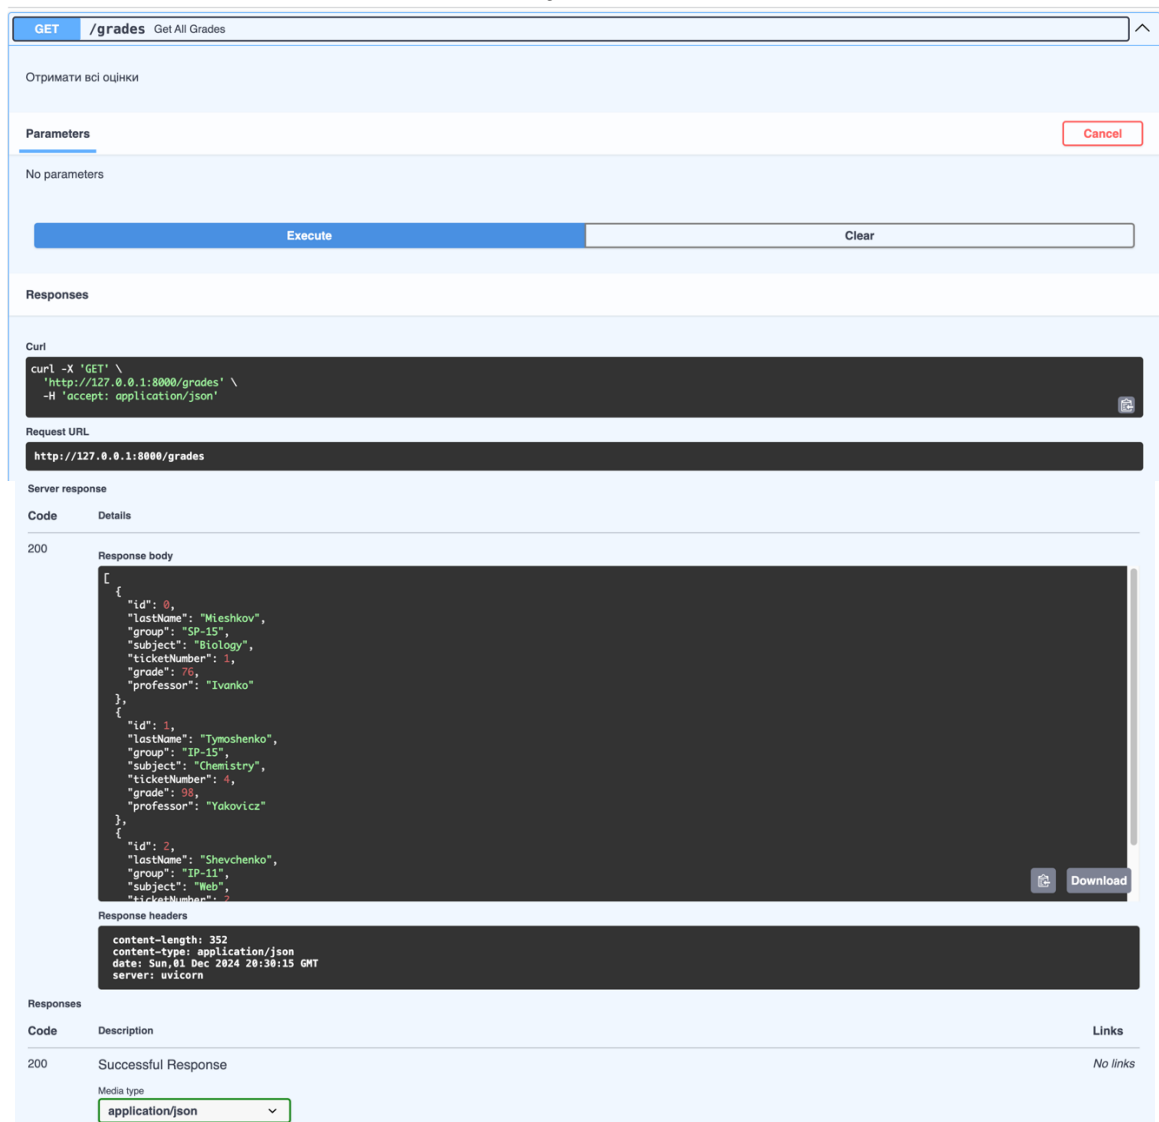 GET /grades Get All Grades
Отримати всі оцінки
Parameters
Cancel
No parameters
Execute
Clear
Responses
Curl
curl -X 'GET' \
'http://127.0.0.1:8000/grades' \
-H 'accept: application/json'
Request URL
http://127.0.0.1:8000/grades
Server response
Code Details
200
Response body
[
{
"id": 0,
"lastName": "Mieshkov",
"group": "SP-15",
"subject": "Biology",
"ticketNumber": 1,
"grade": 76,
"professor": "Ivanko"
},
{
"id": 1,
"lastName": "Tymoshenko",
"group": "IP-15",
"subject": "Chemistry",
"ticketNumber": 4,
"grade": 98,
"professor": "Yakovicz"
},
{
"id": 2,
"lastName": "Shevchenko",
"group": "IP-11",
"subject": "Web",
"ticketNumber": 2
Download
Response headers
content-length: 352
content-type: application/json
date: Sun,01 Dec 2024 20:30:15 GMT
server: uvicorn
Responses
Code Description Links
200 Successful Response No links
Media type
application/json